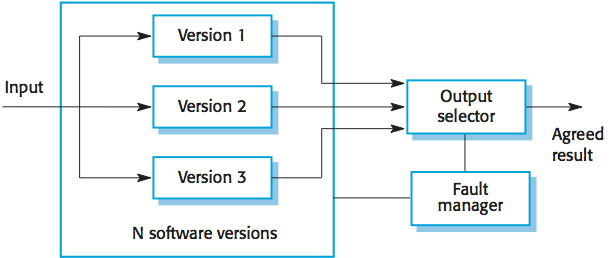 Input
Version 1
Version 2
Version 3
N software versions
Output
selector
Agreed
result
Fault
manager